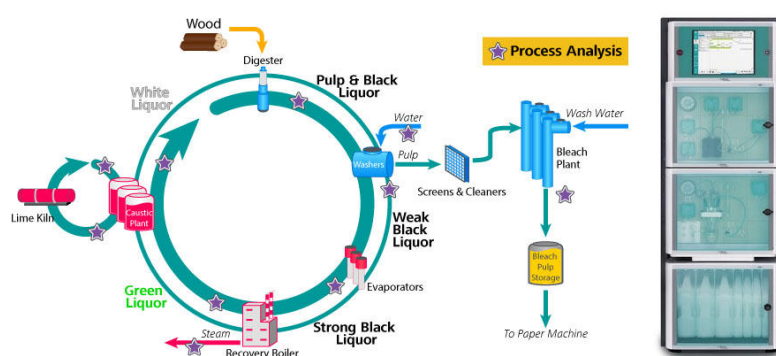 Wood
Digester
Process Analysis
White
Liquor
Pulp & Black
Liquor
Water
Wash Water
Washers
Pulp
Bleach
Plant
Screens & Cleaners
Lime Kiln
Caustic
Plant
Weak
Black
Liquor
Bleach
Pulp
Storage
Evaporators
Green
Liquor
Strong Black
Liquor
Steam
Recovery Boiler
To Paper Machine